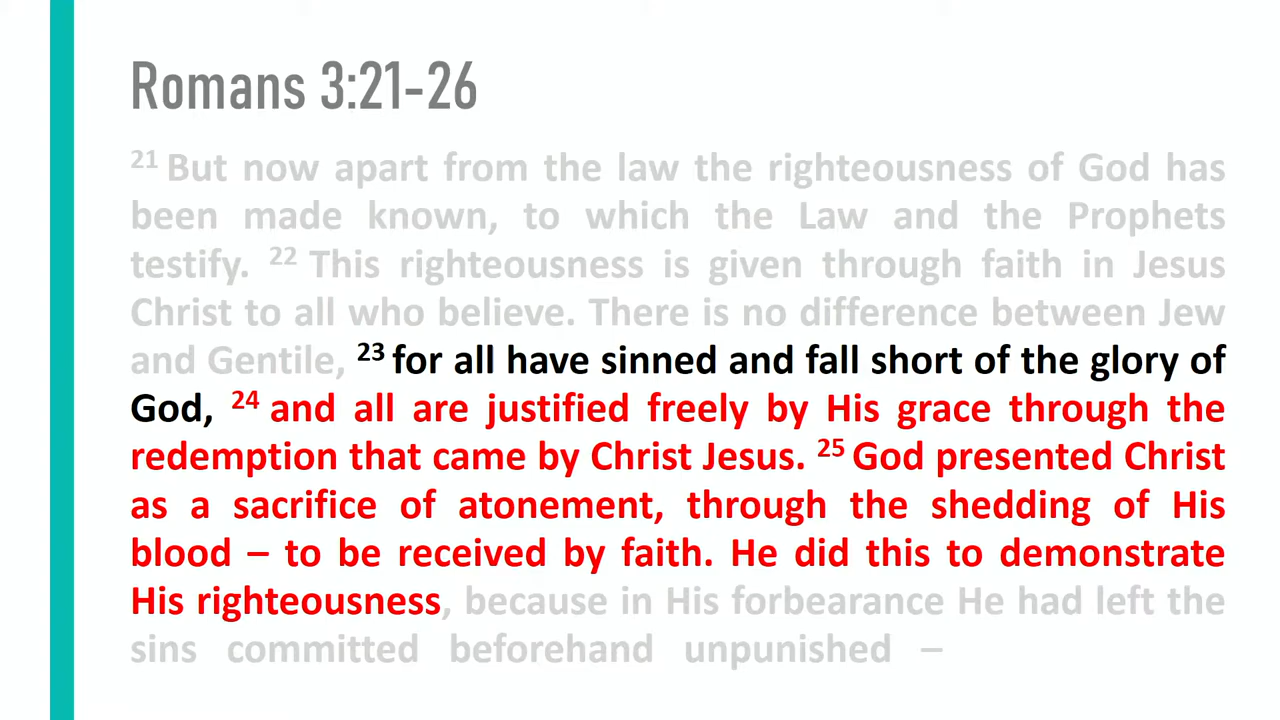 Romans 3:21-26
21 But now apart from the law the righteousness of God has
been made known, to which the Law and the Prophets
testify. 22 This righteousness is given through faith in Jesus
Christ to all who believe. There is no difference between Jew
and Gentile, 23 for all have sinned and fall short of the glory of
God, 24 and all are justified freely by His grace through the
redemption that came by Christ Jesus. 25 God presented Christ
as a sacrifice of atonement, through the shedding of His
blood – to be received by faith. He did this to demonstrate
His righteousness, because in His forbearance He had left the
sins committed beforehand unpunished –